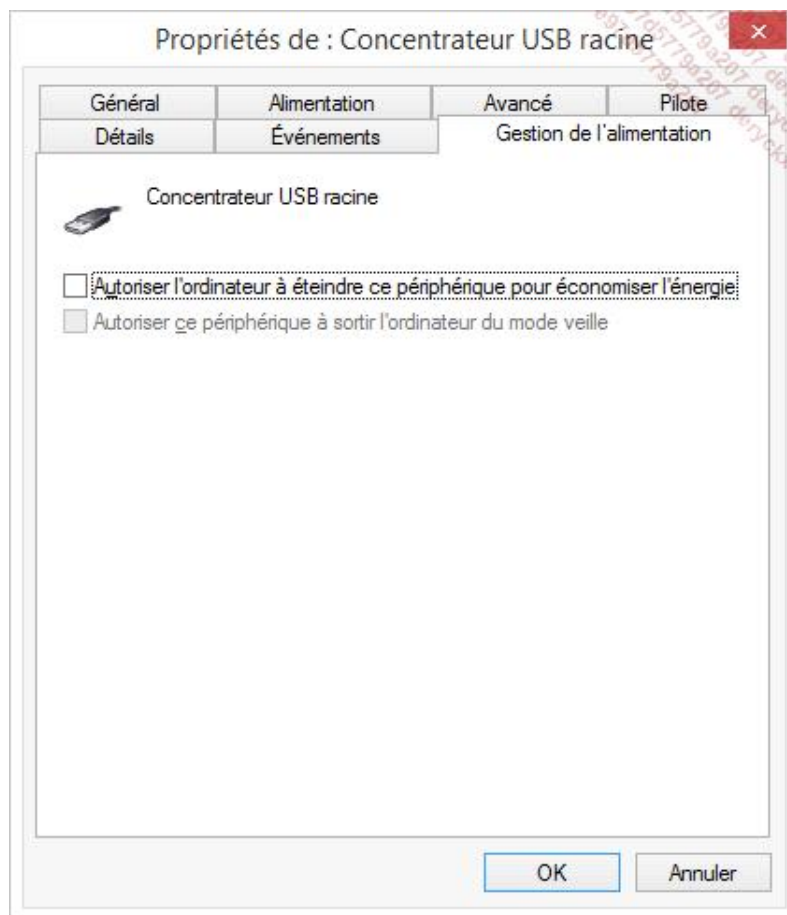 Propriétés de : Concentrateur USB racine
Général Alimentation Avancé Pilote
Détails Événements Gestion de l'alimentation
Concentrateur USB racine
Autoriser l'ordinateur à éteindre ce périphérique pour économiser l'énergie
Autoriser ce périphérique à sortir l'ordinateur du mode veille
OK Annuler